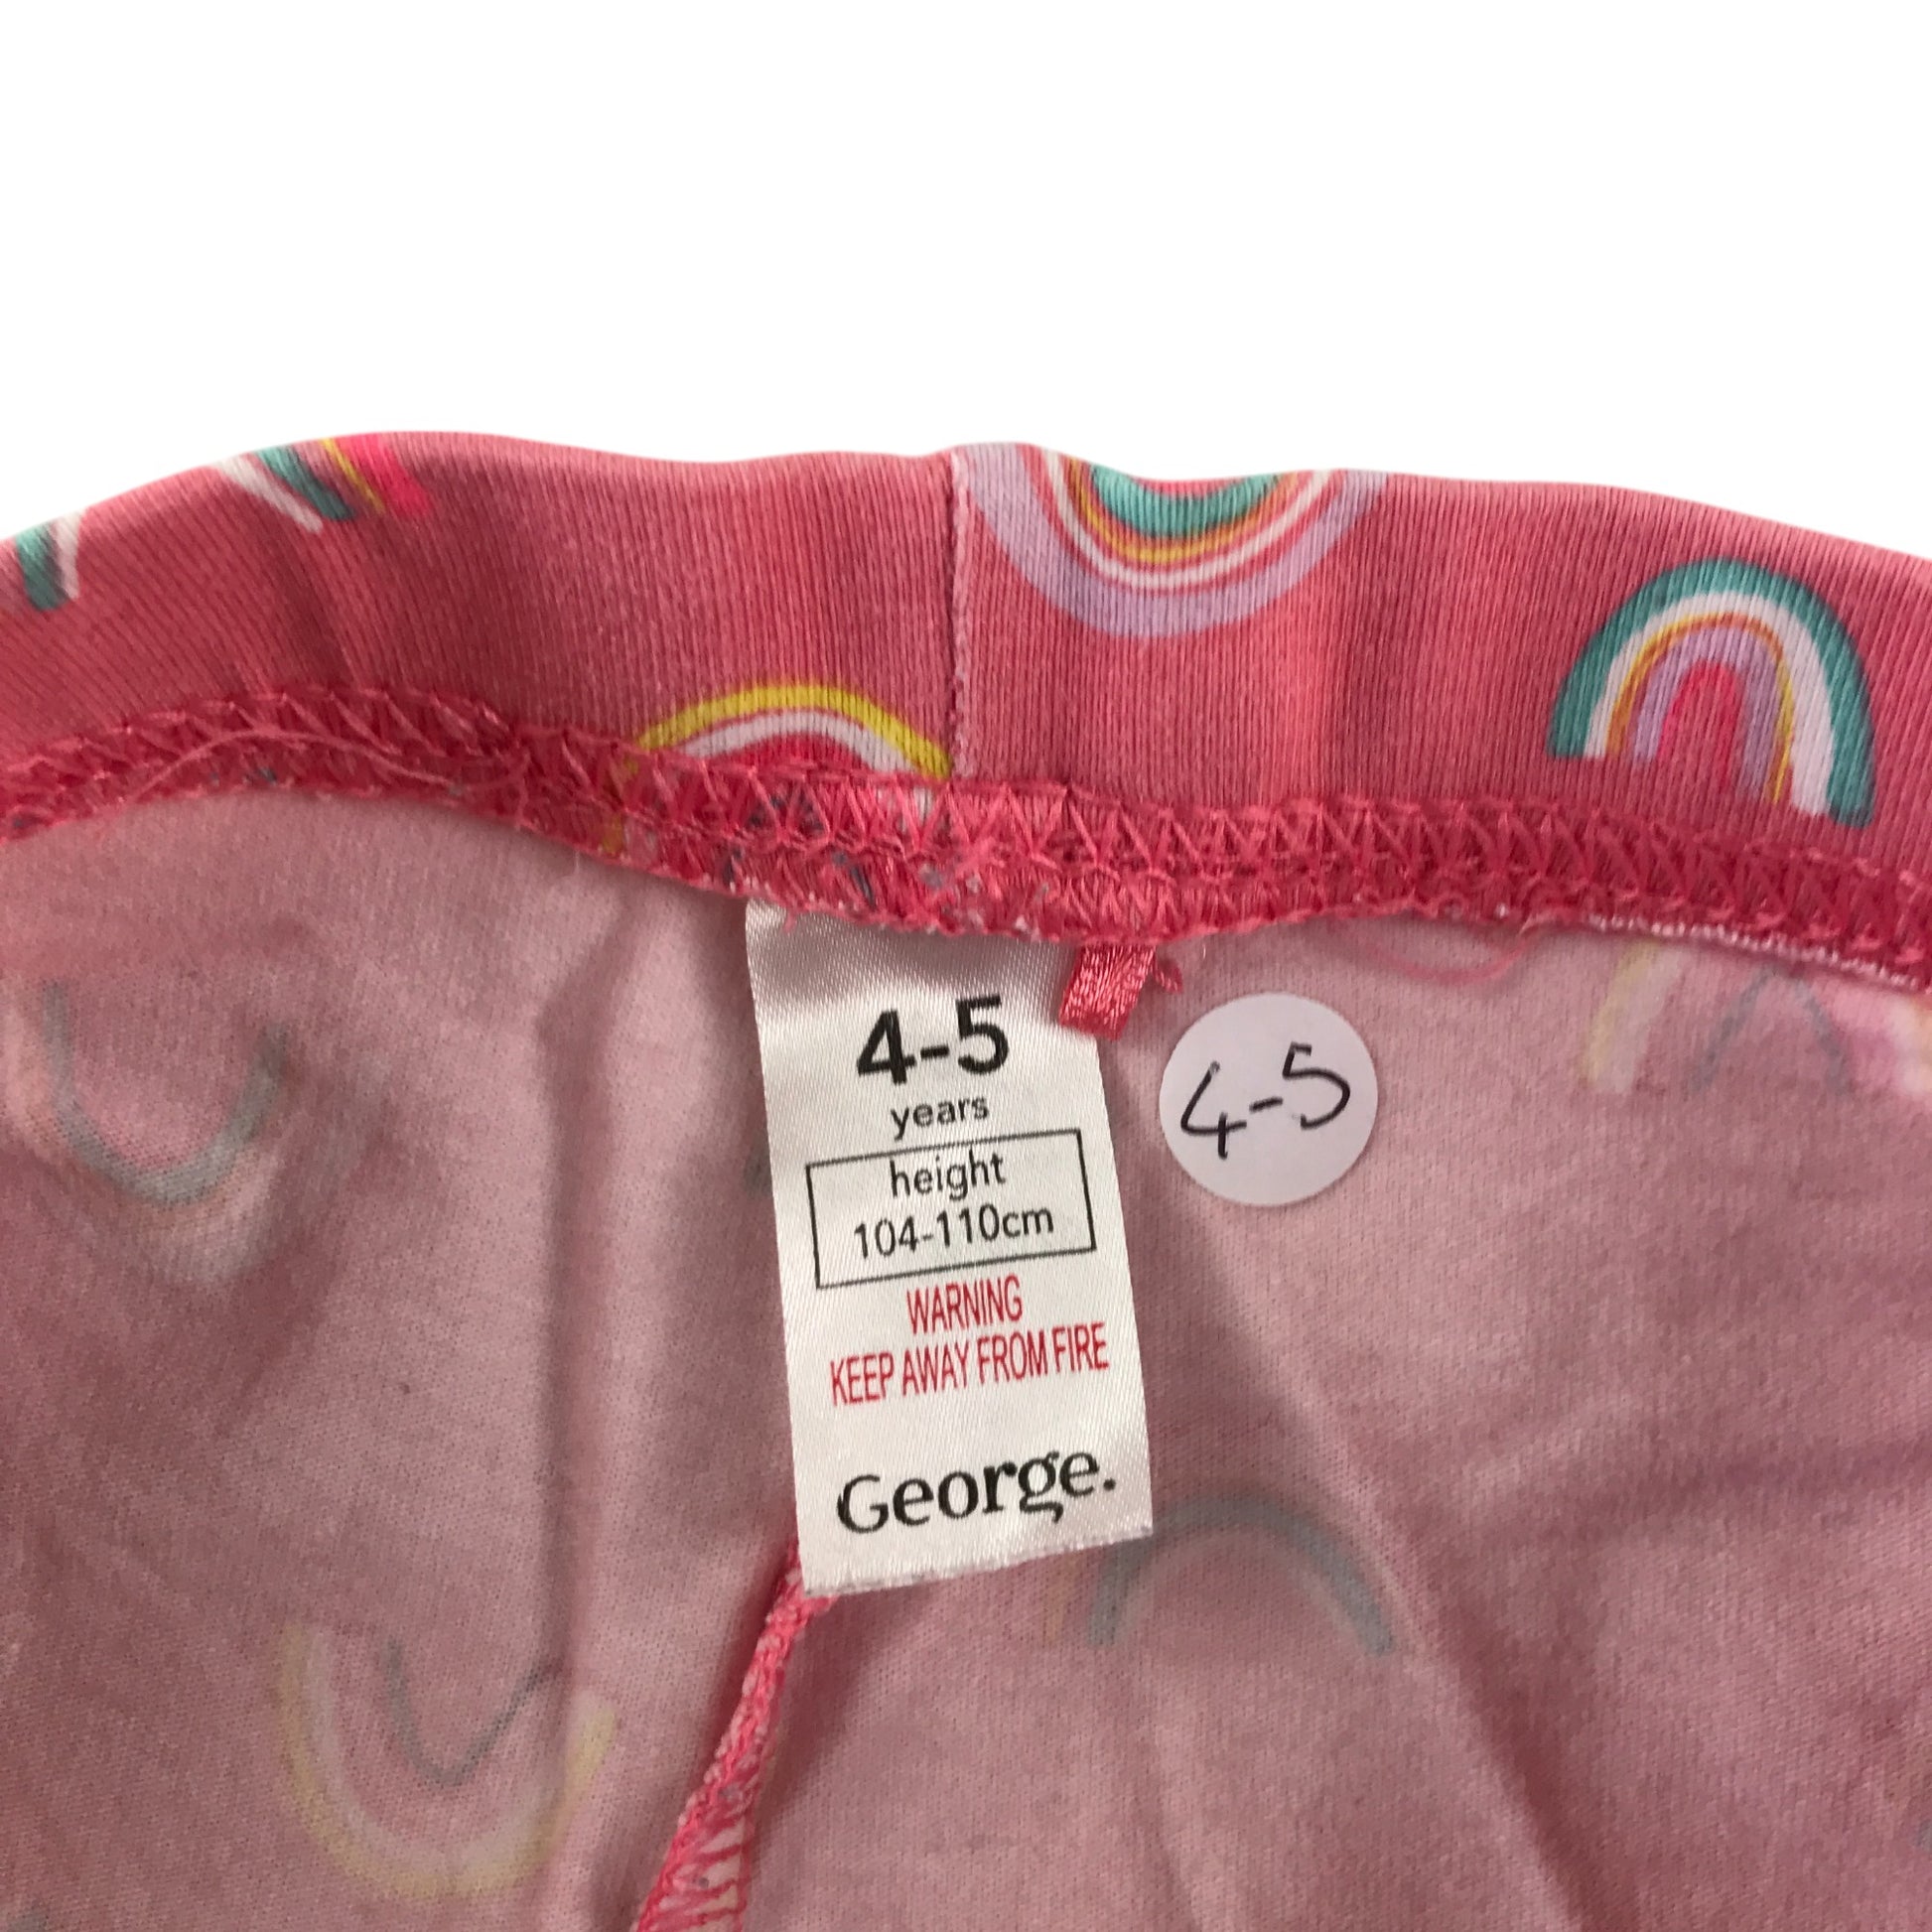 4-5
years
height
104-110cm
WARNING
KEEP AWAY FROM FIRE
George.
4-5